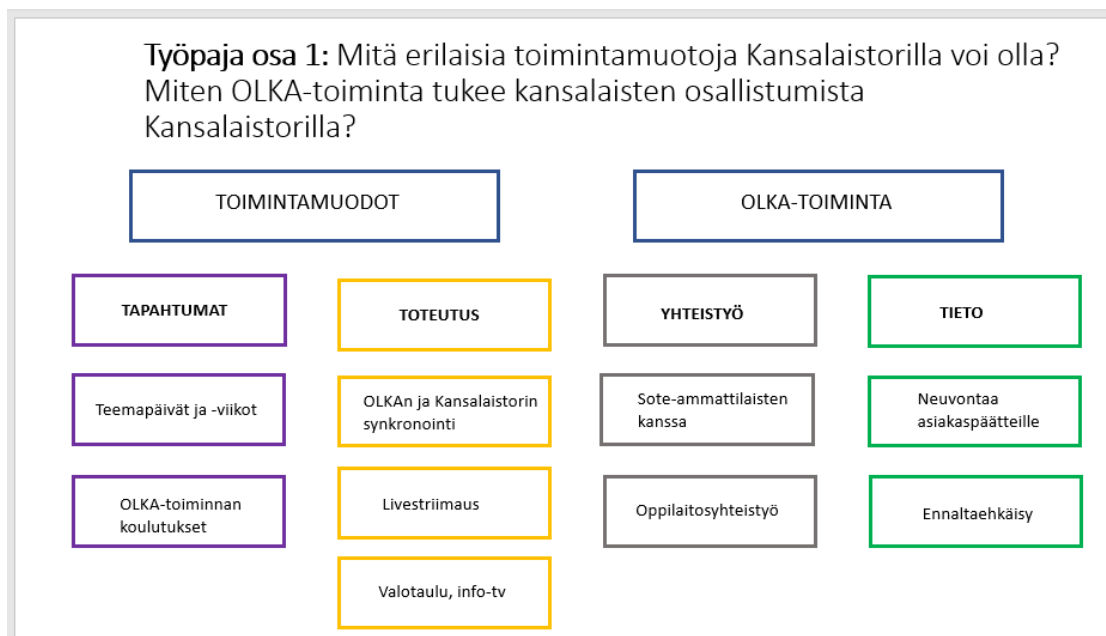 Työpaja osa 1: Mitä erilaisia toimintamuotoja Kansalaistorilla voi olla?
Miten OLKA-toiminta tukee kansalaisten osallistumista
Kansalaistorilla?
TOIMINTAMUODOT
OLKA-TOIMINTA
TAPAHTUMAT
TOTEUTUS
YHTEISTYÖ
TIETO
Teemapäivät ja -viikot
OLKAn ja Kansalaistorin
synkronointi
Sote-ammattilaisten
kanssa
Neuvontaa
asiakaspäätteille
OLKA-toiminnan
koulutukset
Livestriimaus
Oppilaitosyhteistyö
Ennaltaehkäisy
Valotaulu, info-tv